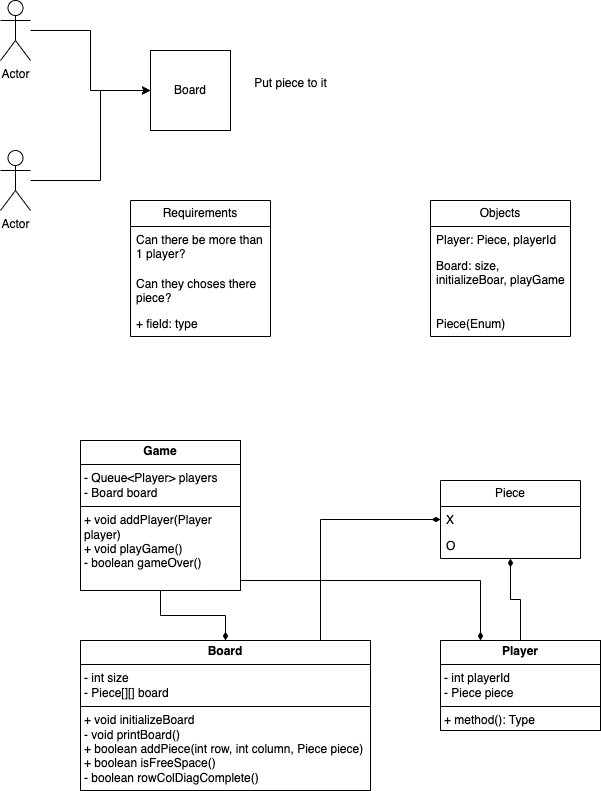 Actor
Board
Put piece to it
Actor
Requirements
Can there be more than
1 player?
Can they choses there
piece?
+ field: type
Objects
Player: Piece, playerId
Board: size,
initializeBoar, playGame
Piece(Enum)
Game
- Queue<Player> players
- Board board
+ void addPlayer(Player
player)
+ void playGame()
- boolean gameOver()
Piece
X
O
Board
- int size
- Piece[][] board
+ void initializeBoard
- void printBoard()
+ boolean addPiece(int row, int column, Piece piece)
+ boolean isFreeSpace()
- boolean rowColDiagComplete()
Player
- int playerId
- Piece piece
+ method(): Type